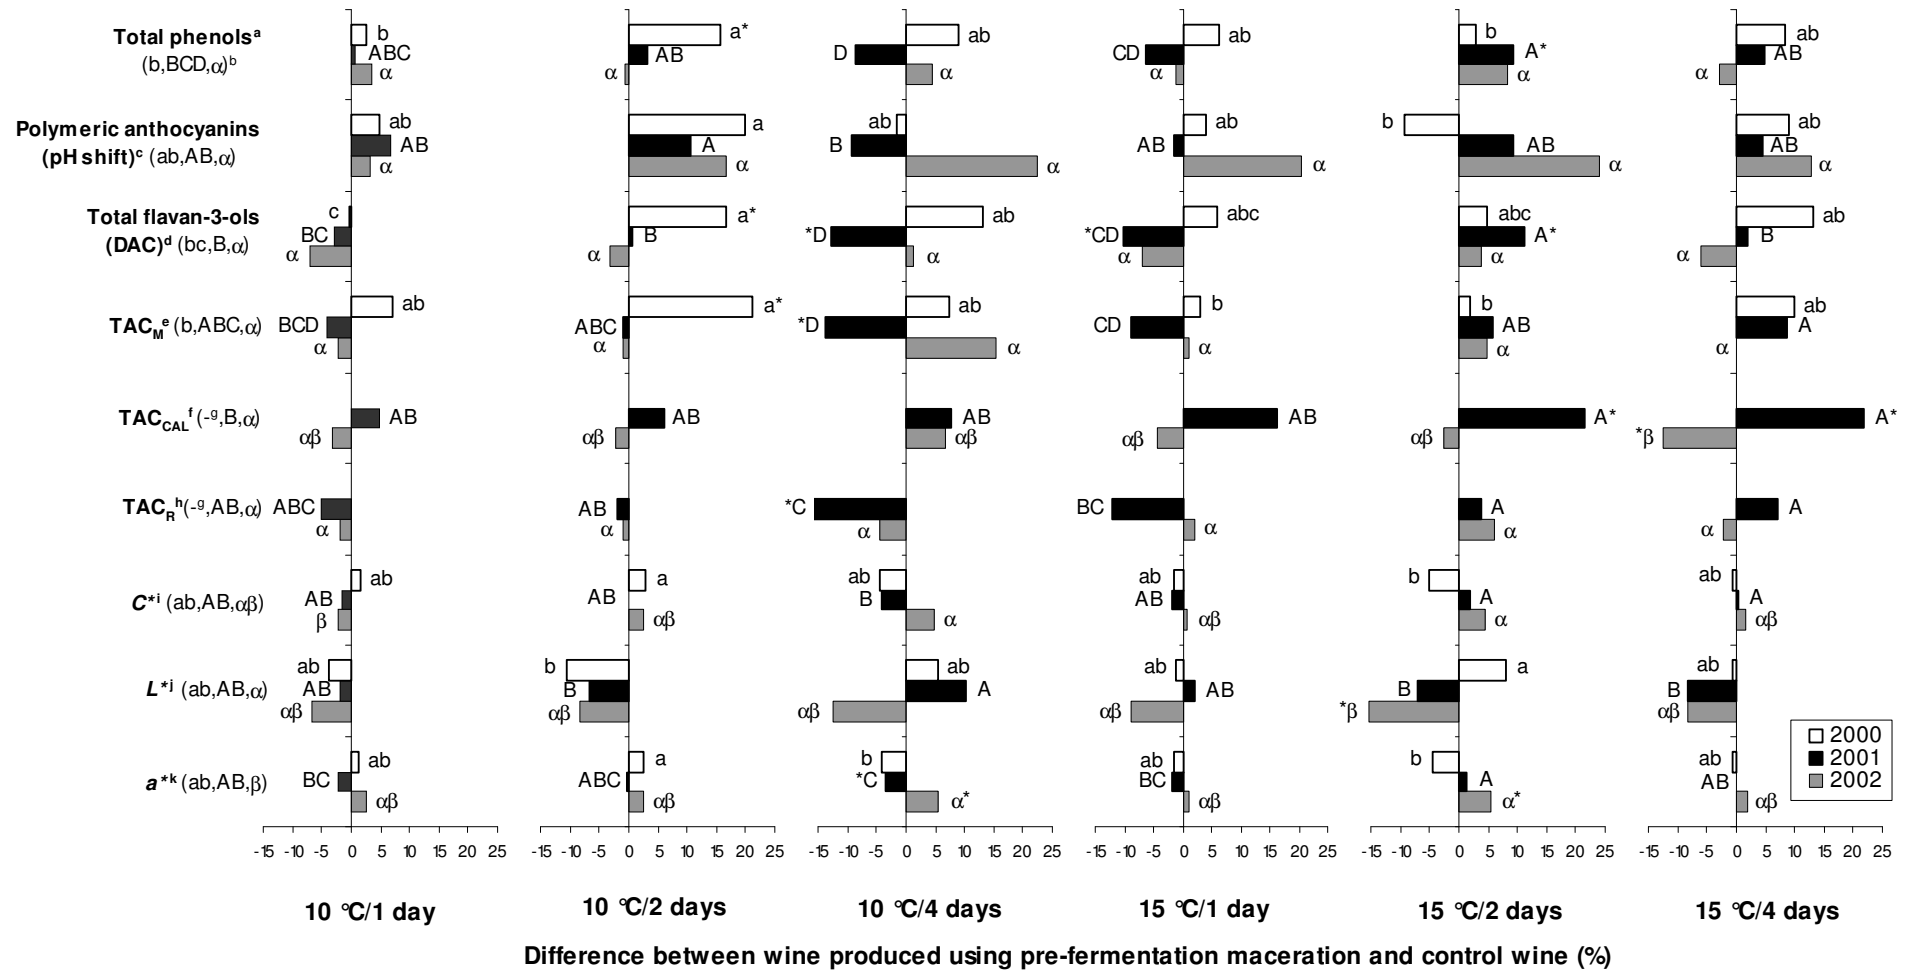 Total phenolsᵃ
(b,BCD,α)ᵇ
b
ABC
α
a*
AB
α
ab
D
α
ab
CD
α
b
A*
α
ab
AB
α
Polymeric anthocyanins
(pH shift)ᶜ (ab,AB,α)
ab
AB
α
a
A
α
ab
B
α
ab
AB
α
b
AB
α
ab
AB
α
Total flavan-3-ols
(DAC)ᵈ (bc,B,α)
c
BC
α
a*
B
α
ab
*D
α
abc
*CD
α
abc
A*
α
ab
B
α
TAC_Mᵉ (b,ABC,α)
ab
BCD
α
a*
ABC
α
ab
*D
α
b
CD
α
b
AB
α
ab
A
α
TAC_CALᶠ (-ᵍ,B,α)
AB
αβ
AB
αβ
AB
αβ
AB
αβ
A*
αβ
A*
*β
TAC_Rʰ(-ᵍ,AB,α)
ABC
α
AB
α
*C
α
BC
α
A
α
A
α
C*ⁱ (ab,AB,αβ)
ab
AB
β
a
AB
αβ
ab
B
α
ab
AB
αβ
b
A
α
ab
A
αβ
L*ʲ (ab,AB,α)
ab
AB
αβ
b
B
αβ
ab
A
αβ
ab
AB
αβ
a
B
*β
ab
B
αβ
a*ᵏ (ab,AB,β)
ab
BC
αβ
a
ABC
αβ
b
*C
α*
ab
BC
αβ
b
A
α*
ab
AB
αβ
2000
2001
2002
-15 -10 -5 0 5 10 15 20 25
-15 -10 -5 0 5 10 15 20 25
-15 -10 -5 0 5 10 15 20 25
-15 -10 -5 0 5 10 15 20 25
-15 -10 -5 0 5 10 15 20 25
-15 -10 -5 0 5 10 15 20 25
10 °C/1 day
10 °C/2 days
10 °C/4 days
15 °C/1 day
15 °C/2 days
15 °C/4 days
Difference between wine produced using pre-fermentation maceration and control wine (%)